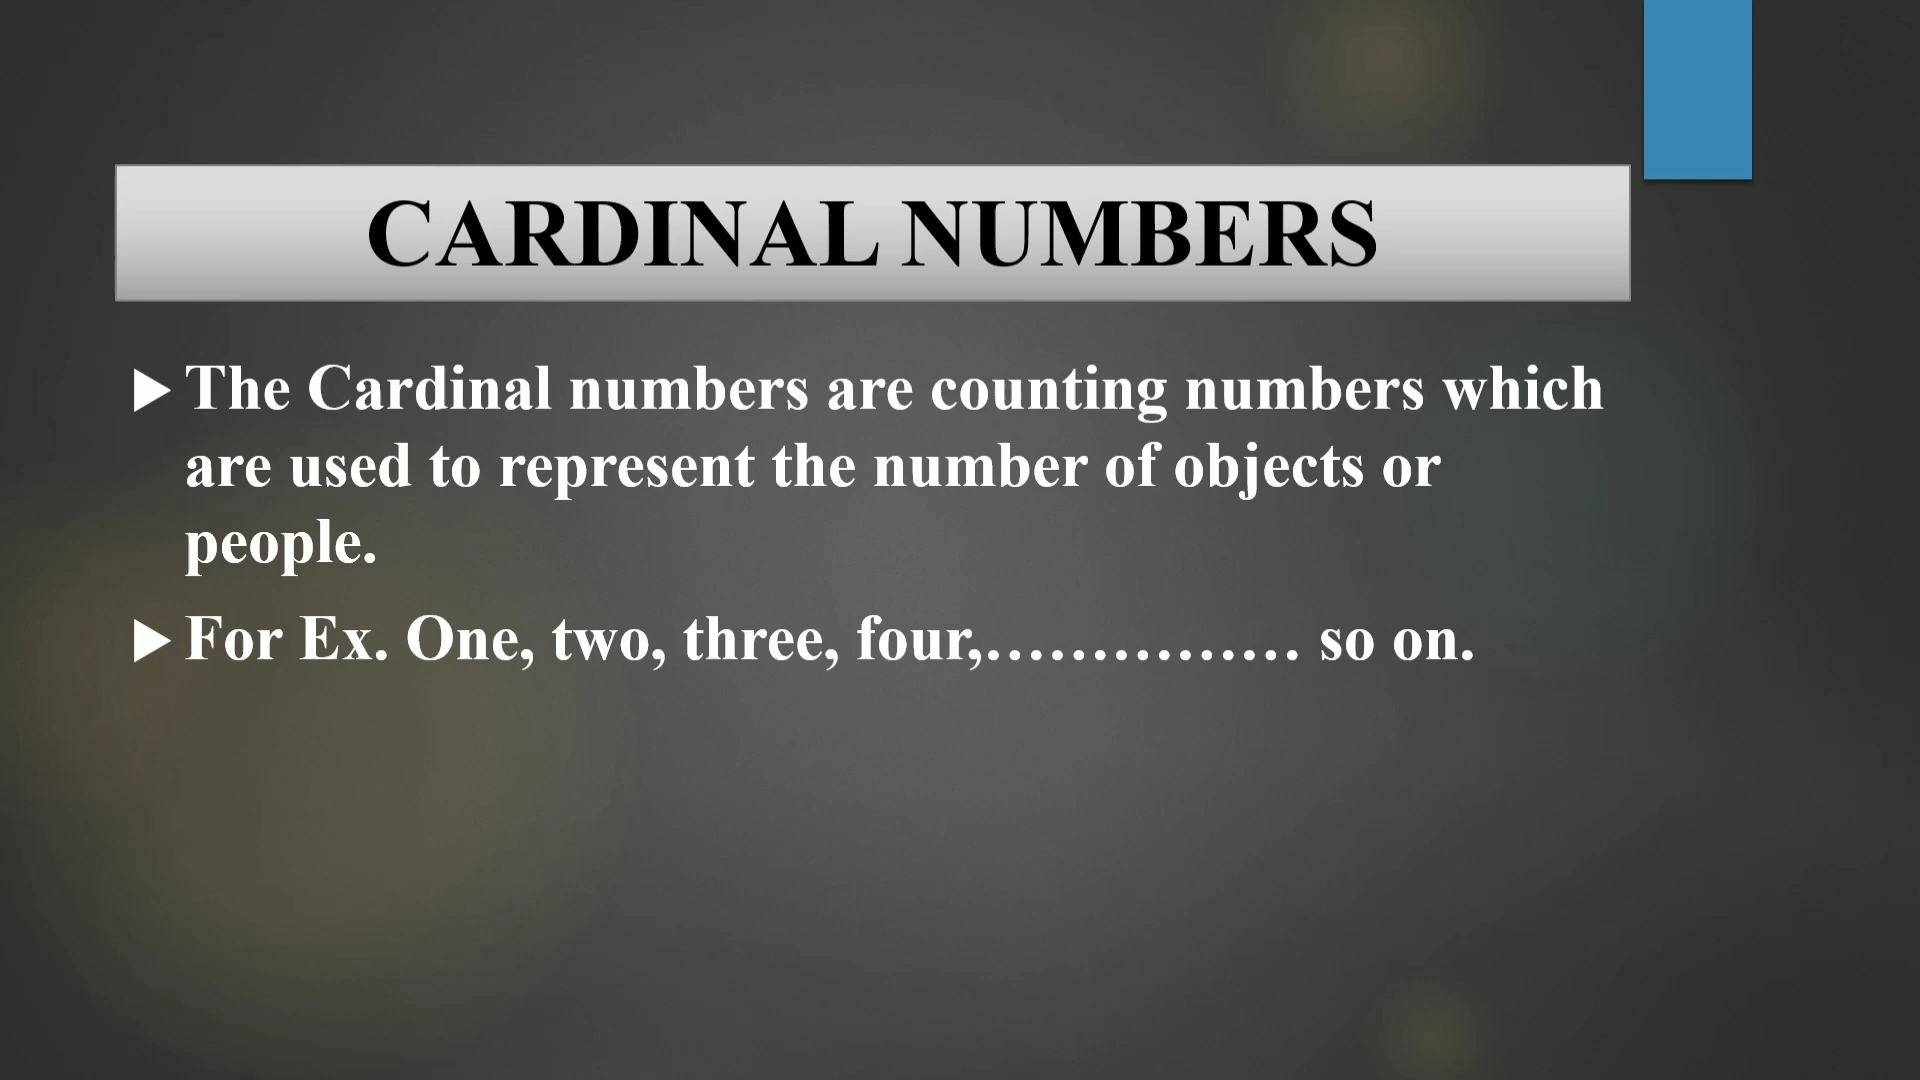 CARDINAL NUMBERS
The Cardinal numbers are counting numbers which
are used to represent the number of objects or
people.
For Ex. One, two, three, four,…………… so on.